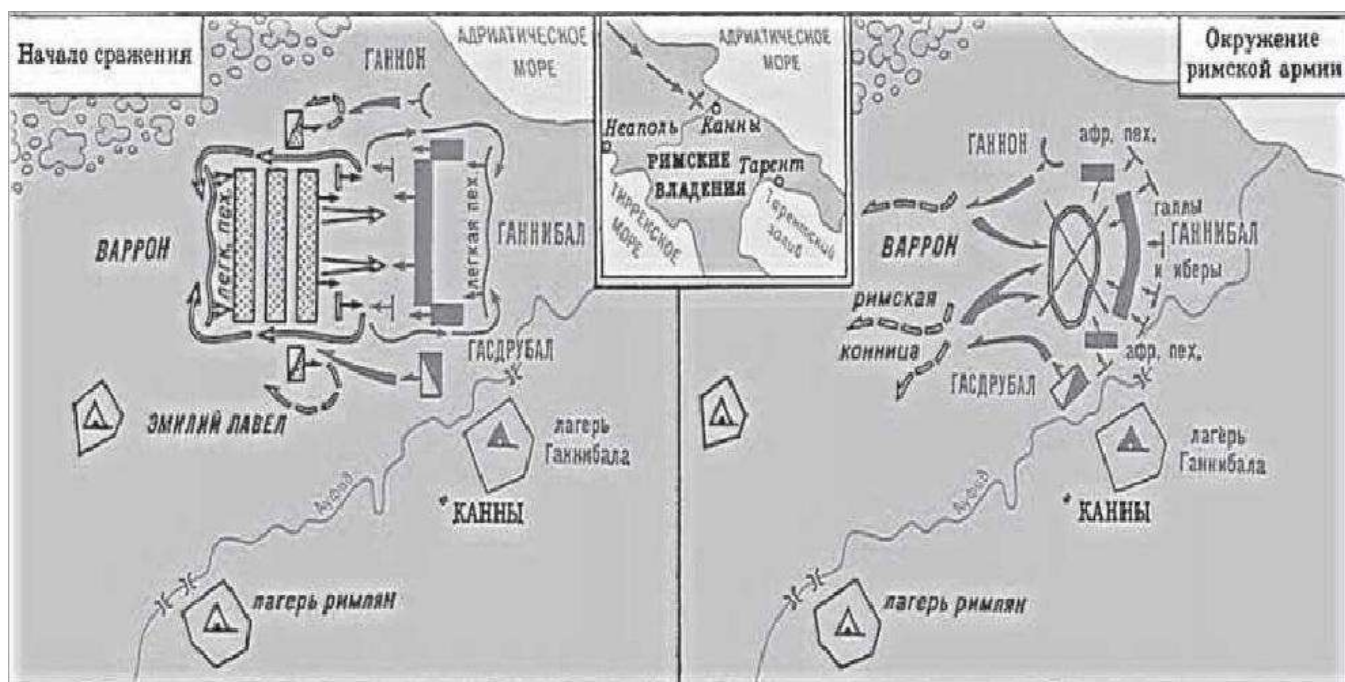 Начало сражения
АДРИАТИЧЕСКОЕ
МОРЕ
ГАННОН
ВАРРОН
легк. пех.
легкая пех.
ГАННИБАЛ
ГАСДРУБАЛ
ЭМИЛИЙ ПАВЕЛ
лагерь
Ганнибала
Ауфид
КАННЫ
лагерь римлян
АДРИАТИЧЕСКОЕ
МОРЕ
Неаполь
Канны
РИМСКИЕ
ВЛАДЕНИЯ
Тарент
ТИРРЕНСКОЕ
МОРЕ
Тарентский
залив
Окружение
римской армии
ГАННОН
афр. пех.
галлы
ГАННИБАЛ
и иберы
ВАРРОН
римская
конница
афр. пех.
ГАСДРУБАЛ
лагерь
Ганнибала
Ауфид
КАННЫ
лагерь римлян